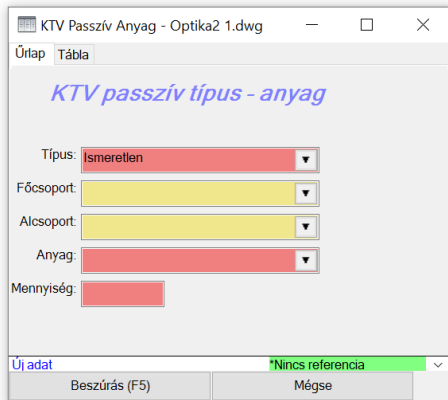 KTV Passzív Anyag - Optika2 1.dwg
Űrlap Tábla
KTV passzív típus - anyag
Típus: Ismeretlen
Főcsoport:
Alcsoport:
Anyag:
Mennyiség:
Új adat *Nincs referencia
Beszúrás (F5) Mégse